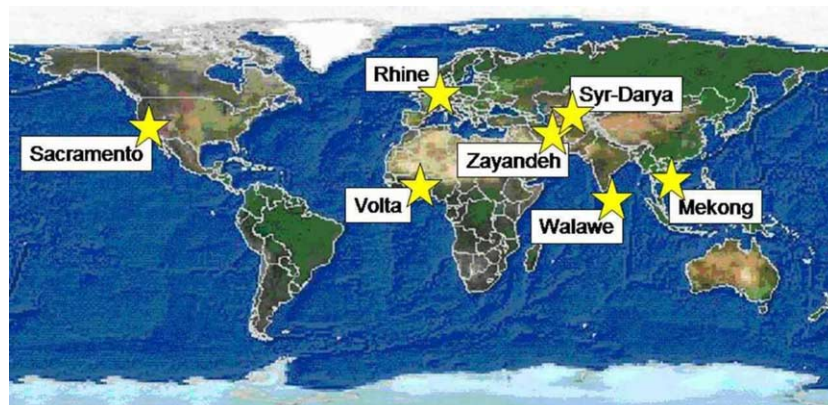 Rhine
Syr-Darya
Sacramento
Zayandeh
Volta
Walawe
Mekong